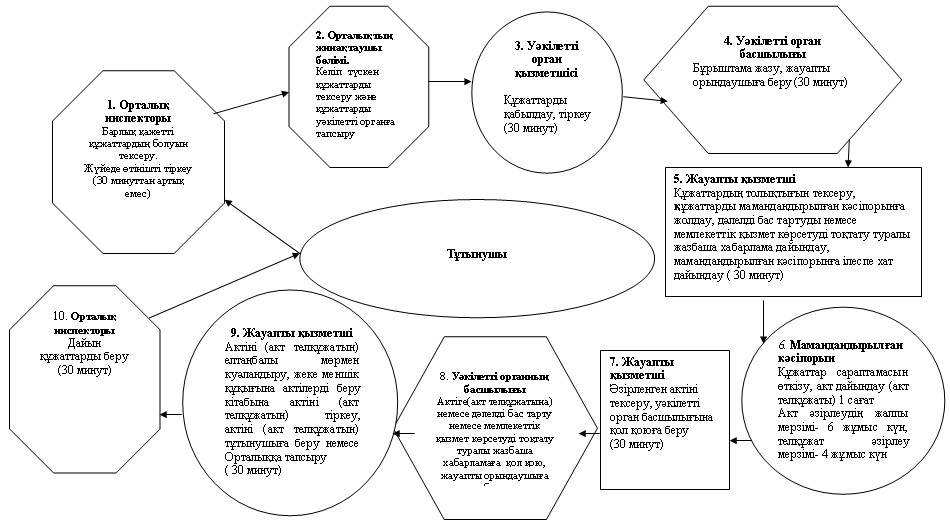 1. Орталық
инспекторы
Барлық қажетті
құжаттардың болуын
тексеру.
Жүйеде өтінішті тіркеу
(30 минуттан артық
емес)
2. Орталықтың
жинақтаушы
бөлімі.
Келіп түскен
құжаттарды
тексеру және
құжаттарды
уәкілетті органға
тапсыру
3. Уәкілетті
орган
қызметшісі
Құжаттарды
қабылдау, тіркеу
(30 минут)
4. Уәкілетті орган
басшылығы
Бұрыштама жазу, жауапты
орындаушыға беру (30 минут)
5. Жауапты қызметші
Құжаттардың толықтығын тексеру,
құжаттарды мамандандырылған кәсіпорынға
жолдау, дәлелді бас тартуды немесе
мемлекеттік қызмет көрсетуді тоқтату туралы
жазбаша хабарлама дайындау,
мамандандырылған кәсіпорынға ілеспе хат
дайындау ( 30 минут)
Тұтынушы
6. Мамандандырылған
кәсіпорын
Құжаттар сараптамасын
өткізу, акт дайындау (акт
телқұжаты) 1 сағат
Акт әзірлеудің жалпы
мерзімі- 6 жұмыс күн,
телқұжат әзірлеу
мерзімі- 4 жұмыс күн
7. Жауапты
қызметші
Әзірленген актіні
тексеру, уәкілетті
орган басшылығына
қол қоюға беру
(30 минут)
8. Уәкілетті органның
басшылығы
Актіге(акт телқұжатына)
немесе дәлелді бас тарту
немесе мемлекеттік
қызмет көрсетуді тоқтату
туралы жазбаша
хабарламаға қол қою,
жауапты орындаушыға
9. Жауапты қызметші
Актіні (акт телқұжатын)
елтаңбалы мөрмен
куәландыру, жеке меншік
құқығына актілерді беру
кітабына актіні (акт
телқұжатын) тіркеу,
актіні (акт телқұжатын)
тұтынушыға беру немесе
Орталыққа тапсыру
( 30 минут)
10. Орталық
инспекторы
Дайын
құжаттарды беру
(30 минут)